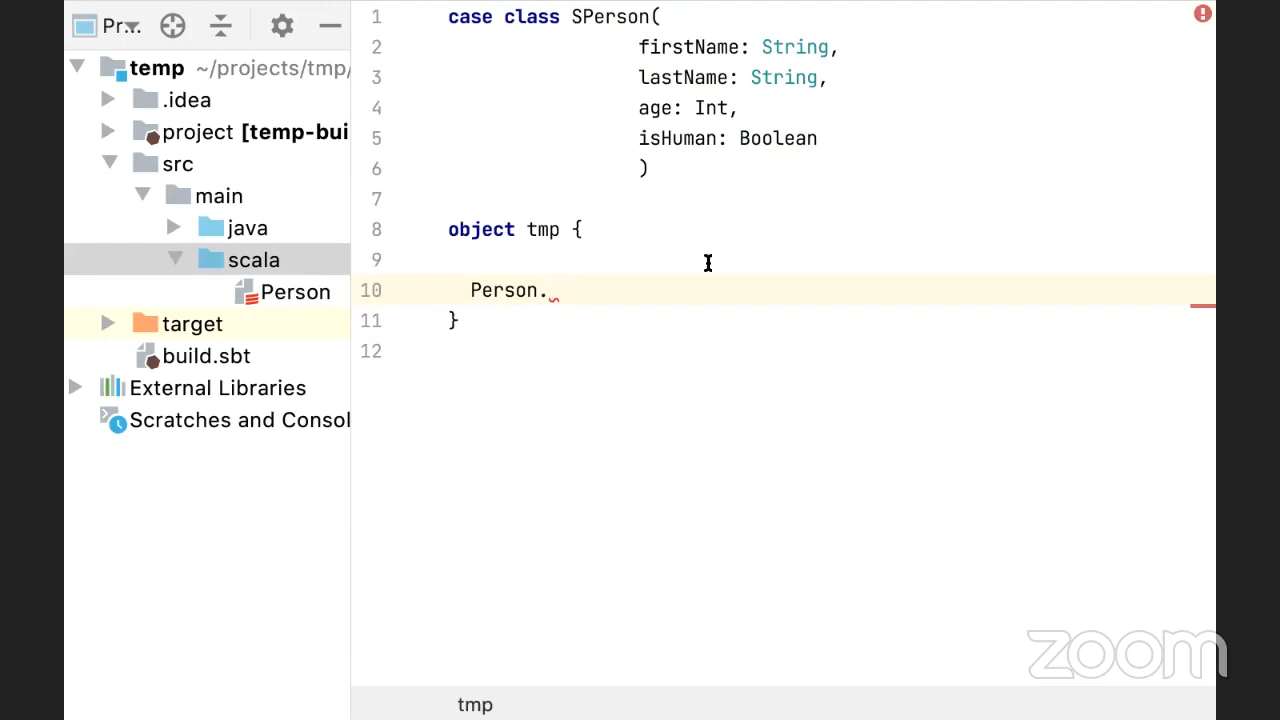 Pr...
temp ~/projects/tmp/
.idea
project [temp-bui
src
main
java
scala
Person
target
build.sbt
External Libraries
Scratches and Consol
1 case class SPerson(
2 firstName: String,
3 lastName: String,
4 age: Int,
5 isHuman: Boolean
6 )
7
8 object tmp {
9
10 Person.
11 }
12
tmp
zoom